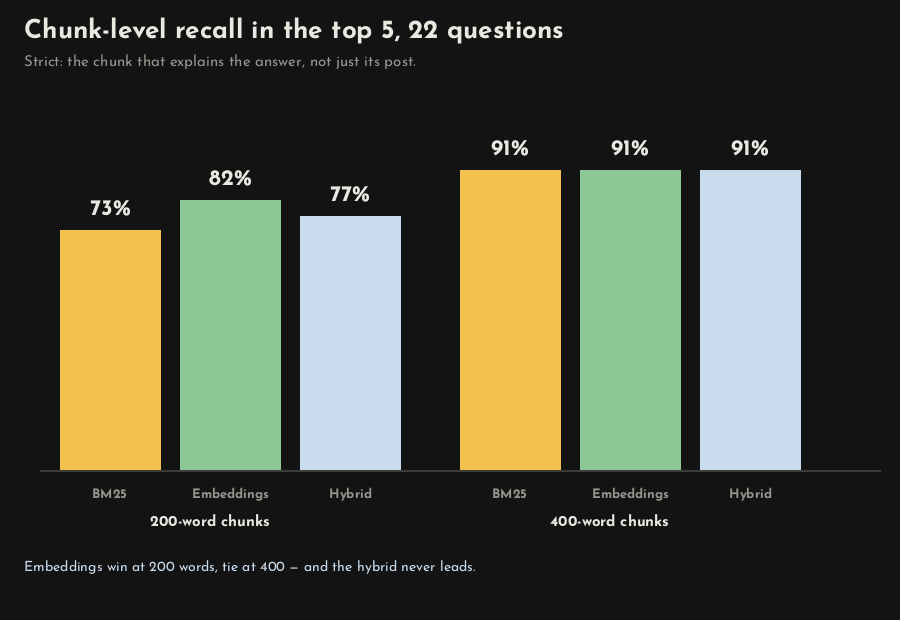 Chunk-level recall in the top 5, 22 questions
Strict: the chunk that explains the answer, not just its post.
73% 82% 77% 91% 91% 91%
BM25 Embeddings Hybrid BM25 Embeddings Hybrid
200-word chunks 400-word chunks
Embeddings win at 200 words, tie at 400 — and the hybrid never leads.